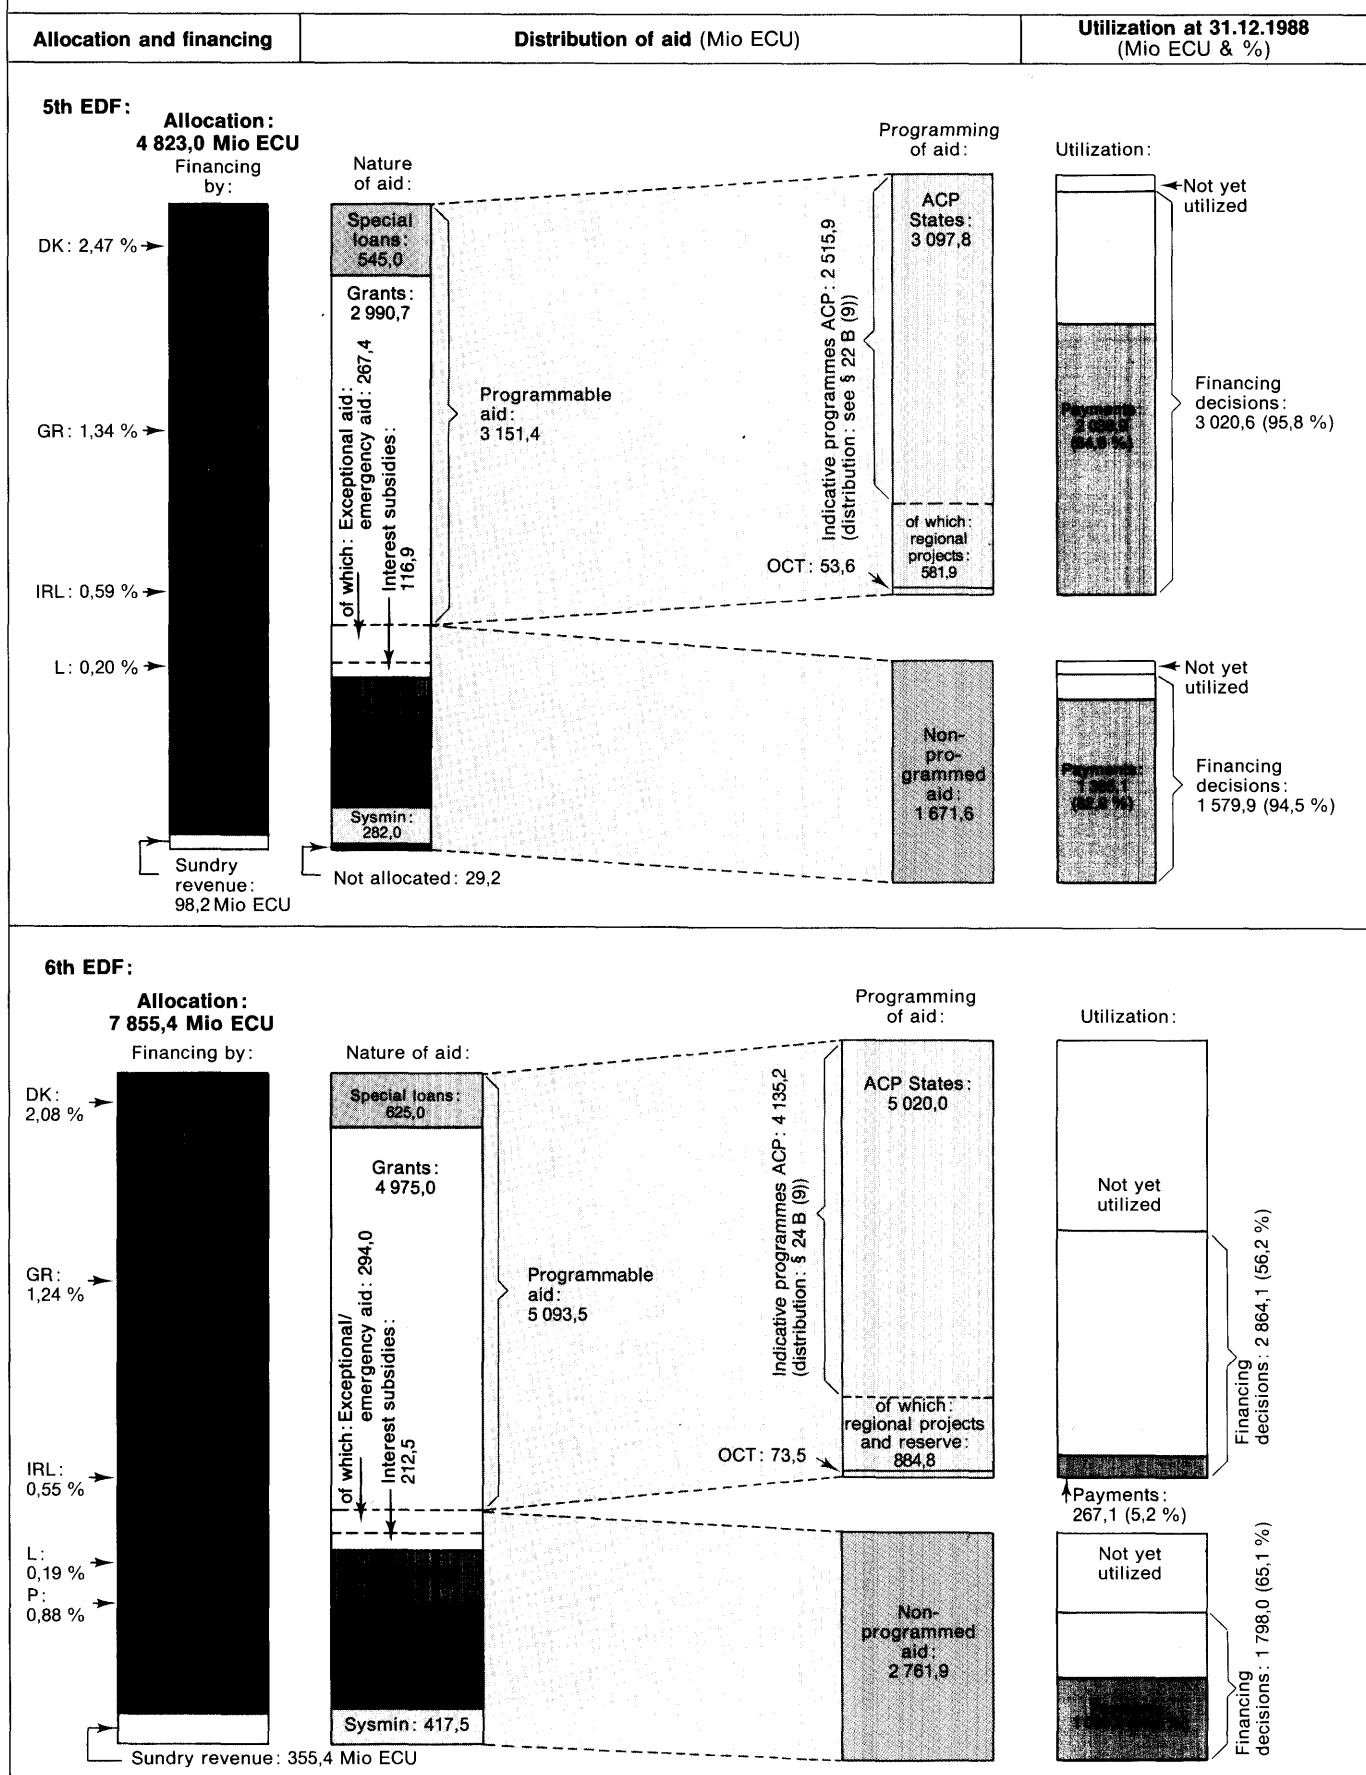 Allocation and financing
Distribution of aid (Mio ECU)
Utilization at 31.12.1988
(Mio ECU & %)
5th EDF:
Allocation:
4 823,0 Mio ECU
Financing
by:
DK: 2,47 %
GR: 1,34 %
IRL: 0,59 %
L: 0,20 %
Sundry
revenue:
98,2 Mio ECU
Nature
of aid:
Special
loans:
545,0
Grants:
2 990,7
of which: Exceptional aid:
emergency aid: 267,4
Interest subsidies:
116,9
Sysmin:
282,0
Not allocated: 29,2
Programmable
aid:
3 151,4
Programming
of aid:
Indicative programmes ACP: 2 515,9
(distribution: see § 22 B (9))
ACP
States:
3 097,8
of which:
regional
projects:
581,9
OCT: 53,6
Non-
pro-
grammed
aid:
1 671,6
Utilization:
Not yet
utilized
Payments:
Financing
decisions:
3 020,6 (95,8 %)
Not yet
utilized
Payments:
Financing
decisions:
1 579,9 (94,5 %)
6th EDF:
Allocation:
7 855,4 Mio ECU
Financing by:
DK:
2,08 %
GR:
1,24 %
IRL:
0,55 %
L:
0,19 %
P:
0,88 %
Sundry revenue: 355,4 Mio ECU
Nature of aid:
Special loans:
625,0
Grants:
4 975,0
of which: Exceptional/
emergency aid: 294,0
Interest subsidies:
212,5
Sysmin: 417,5
Programmable
aid:
5 093,5
Programming
of aid:
Indicative programmes ACP: 4 135,2
(distribution: § 24 B (9))
ACP States:
5 020,0
of which:
regional projects
and reserve:
884,8
OCT: 73,5
Non-
programmed
aid:
2 761,9
Utilization:
Not yet
utilized
Financing
decisions: 2 864,1 (56,2 %)
Payments:
267,1 (5,2 %)
Not yet
utilized
Financing
decisions: 1 798,0 (65,1 %)